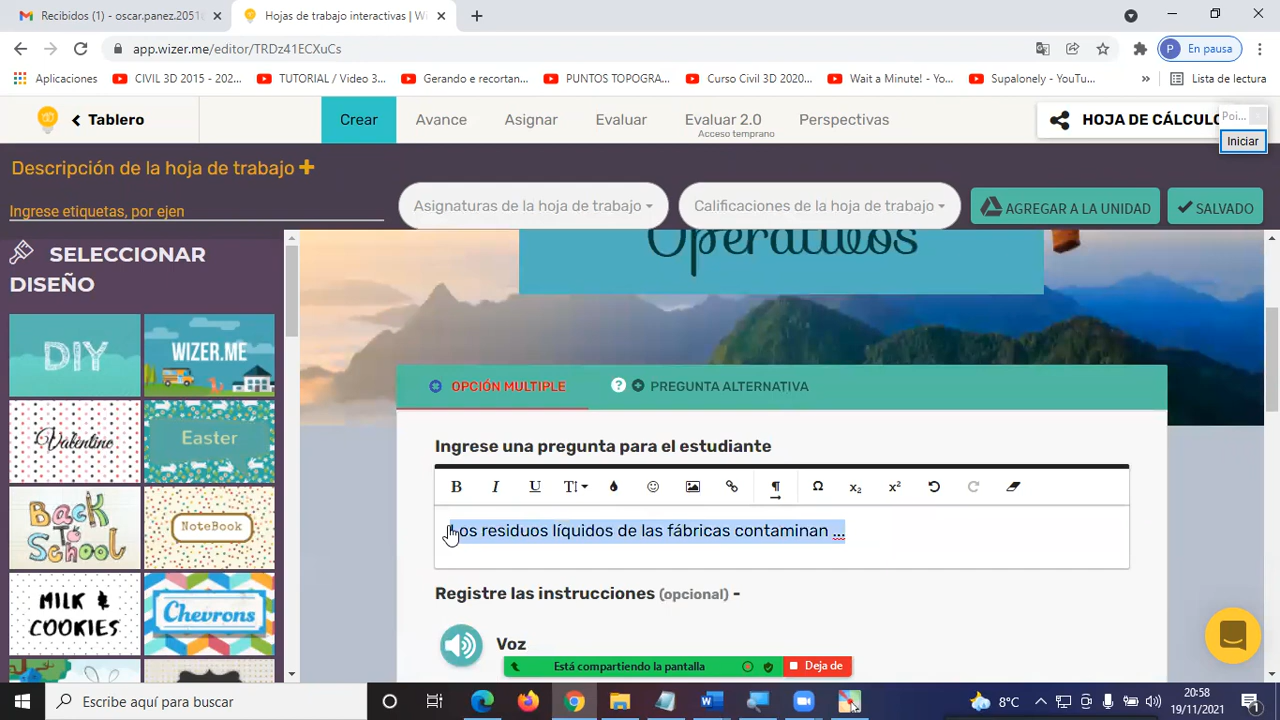 Recibidos (1) - oscar.panez.2051
Hojas de trabajo interactivas | Wi
app.wizer.me/editor/TRDz41ECXuCs
P En pausa
Aplicaciones
CIVIL 3D 2015 - 202...
TUTORIAL / Video 3...
Gerando e recortan...
PUNTOS TOPOGRA...
Curso Civil 3D 2020...
Wait a Minute! - Yo...
Supalonely - YouTu...
»
Lista de lectura
Tablero
Crear
Avance
Asignar
Evaluar
Evaluar 2.0
Acceso temprano
Perspectivas
HOJA DE CÁLCULO
Poi...
Iniciar
Descripción de la hoja de trabajo +
Ingrese etiquetas, por ejen
Asignaturas de la hoja de trabajo
Calificaciones de la hoja de trabajo
AGREGAR A LA UNIDAD
SALVADO
SELECCIONAR
DISEÑO
DIY
WIZER.ME
Valentine
Easter
Back to School
NoteBook
MILK & COOKIES
Chevrons
Operativos
OPCIÓN MULTIPLE
PREGUNTA ALTERNATIVA
Ingrese una pregunta para el estudiante
B I U TI Ω x₂ x²
Los residuos líquidos de las fábricas contaminan ...
Registre las instrucciones (opcional) -
Voz
Está compartiendo la pantalla
Deja de
Escribe aquí para buscar
8°C
20:58
19/11/2021
1